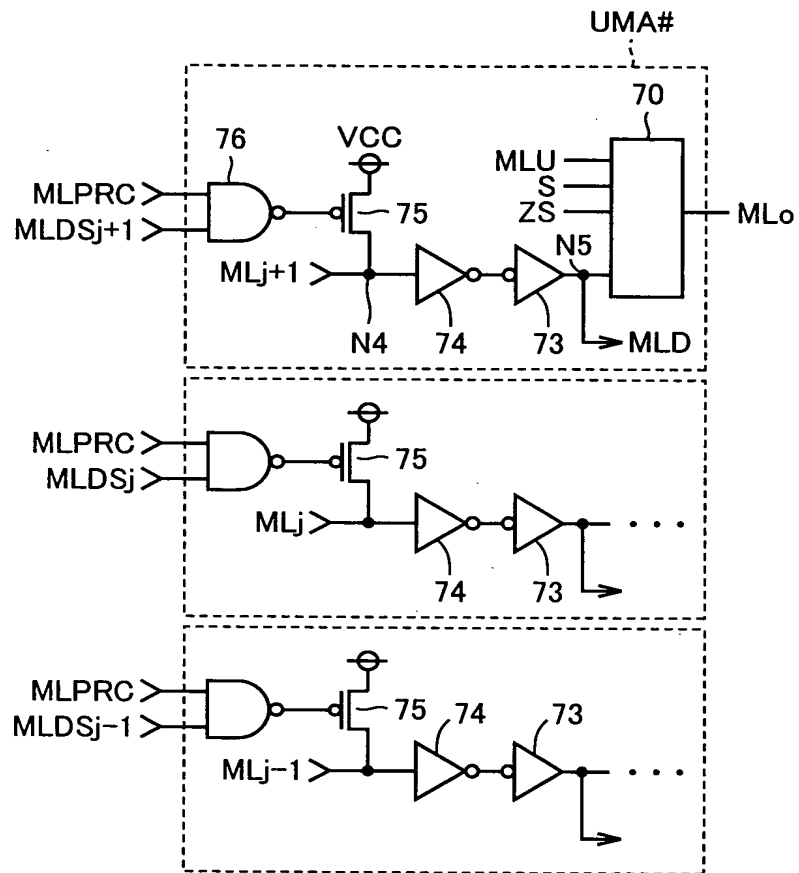 UMA#
70
76
VCC
MLU
S
ZS
MLo
MLPRC
MLDSj+1
75
MLj+1
N5
N4
74
73
MLD
MLPRC
MLDSj
75
MLj
74
73
MLPRC
MLDSj-1
75
74
73
MLj-1